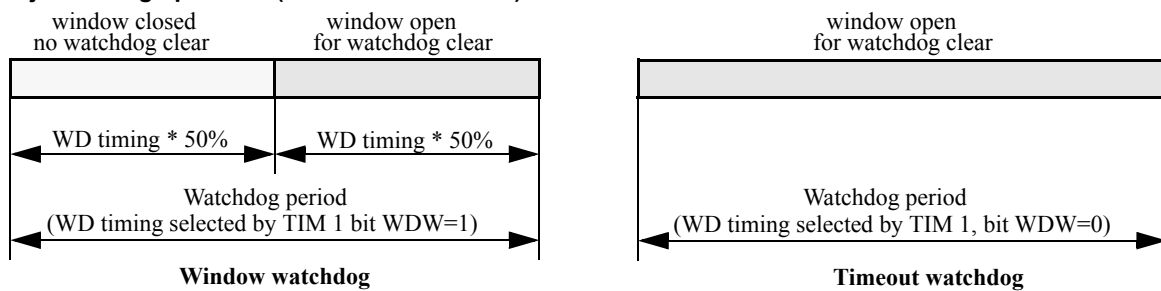 window closed
no watchdog clear
window open
for watchdog clear
WD timing * 50%
WD timing * 50%
Watchdog period
(WD timing selected by TIM 1 bit WDW=1)
Window watchdog
window open
for watchdog clear
Watchdog period
(WD timing selected by TIM 1, bit WDW=0)
Timeout watchdog